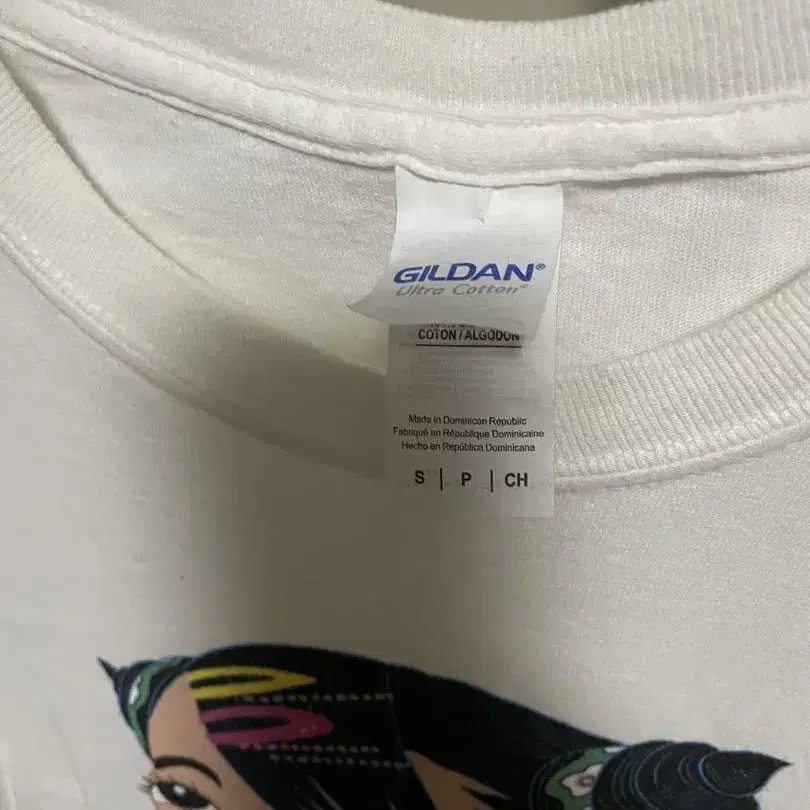 GILDAN®
Ultra Cotton®
COTON/ALGODON
Made in Dominican Republic
Fabriqué en République Dominicaine
Hecho en República Dominicana
S | P | CH